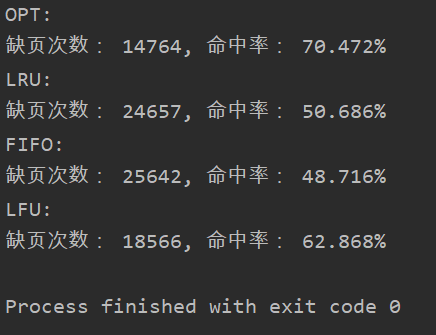 OPT:
缺页次数： 14764, 命中率： 70.472%
LRU:
缺页次数： 24657, 命中率： 50.686%
FIFO:
缺页次数： 25642, 命中率： 48.716%
LFU:
缺页次数： 18566, 命中率： 62.868%
Process finished with exit code 0